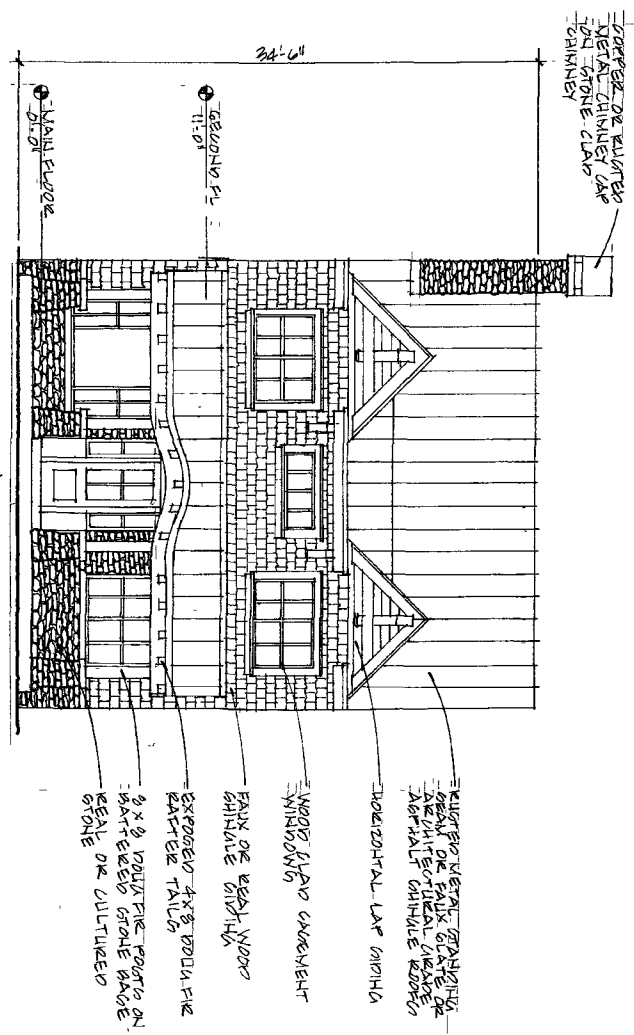 COPPER OR RUSTED
METAL CHIMNEY CAP
ON STONE CLAD
CHIMNEY
34'-6"
SECOND FL
11'-0"
MAIN FLOOR
0'-0"
RUSTED METAL STANDING
SEAM OR FAUX SLATE OR
ARCHITECTURAL GRADE
ASPHALT SHINGLE ROOFS
HORIZONTAL LAP SIDING
WOOD CLAD CASEMENT
WINDOWS
FAUX OR REAL WOOD
SHINGLE SIDING
EXPOSED 4x8 DOUG FIR
RAFTER TAILS
8x8 DOUG FIR POSTS ON
BATTERED STONE BASE
REAL OR CULTURED
STONE